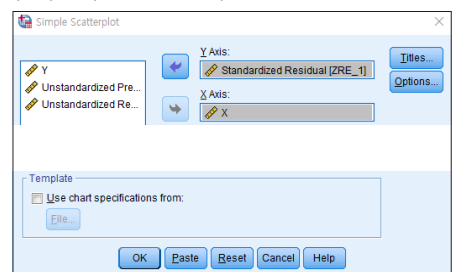 Simple Scatterplot
Y
Unstandardized Pre...
Unstandardized Re...
Y Axis:
Standardized Residual [ZRE_1]
X Axis:
X
Titles...
Options...
Template
Use chart specifications from:
File...
OK Paste Reset Cancel Help